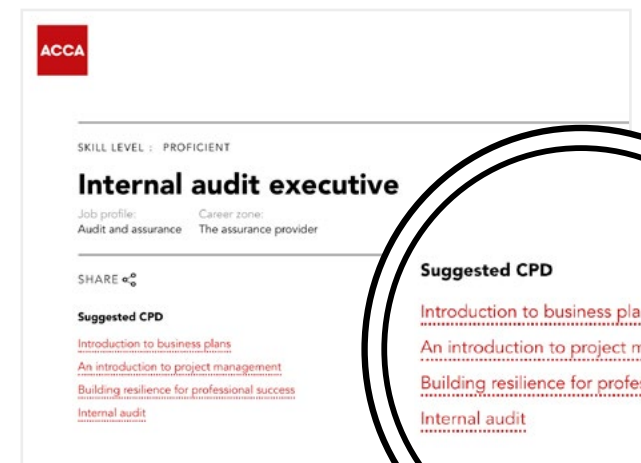 ACCA
SKILL LEVEL : PROFICIENT
Internal audit executive
Job profile: Career zone:
Audit and assurance The assurance provider
SHARE
Suggested CPD
Introduction to business plans
An introduction to project management
Building resilience for professional success
Internal audit
Suggested CPD
Introduction to business pla
An introduction to project m
Building resilience for profes
Internal audit